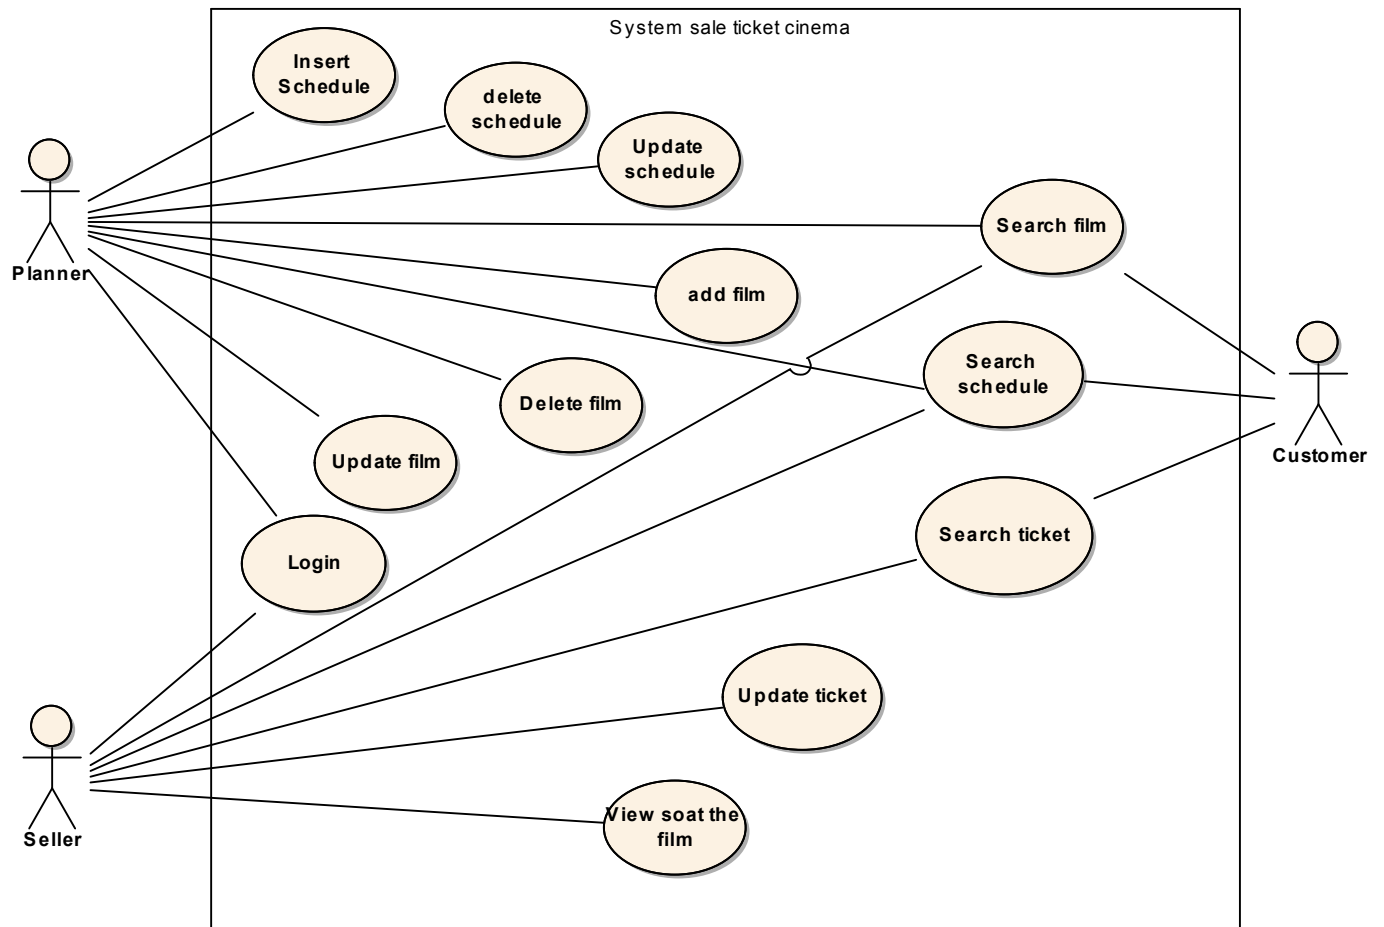 System sale ticket cinema
Insert
Schedule
delete
schedule
Update
schedule
Search film
Planner
add film
Search
schedule
Delete film
Customer
Update film
Search ticket
Login
Update ticket
View soat the
film
Seller